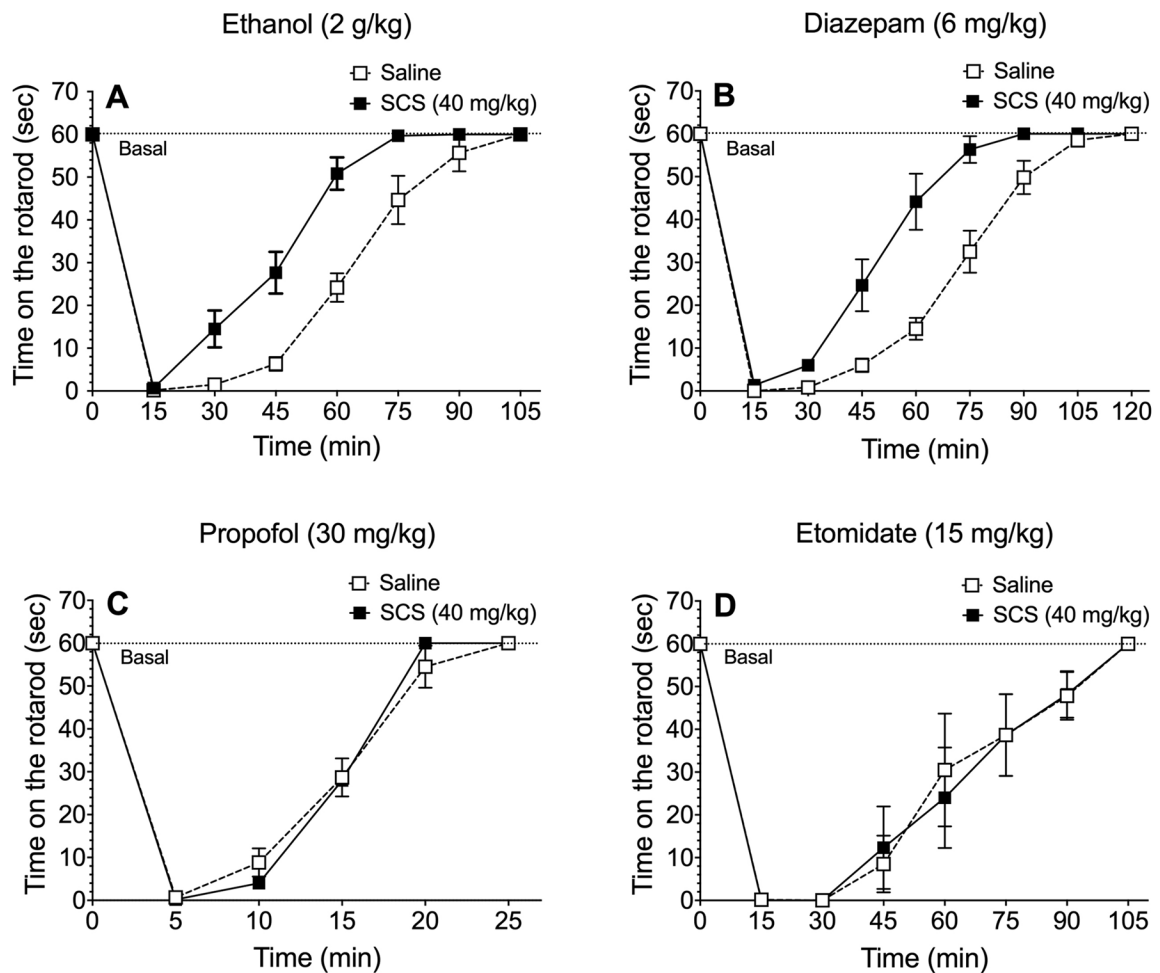 Ethanol (2 g/kg)
Saline
SCS (40 mg/kg)
A
Basal
Time on the rotarod (sec)
70
60
50
40
30
20
10
0
0 15 30 45 60 75 90 105
Time (min)
Diazepam (6 mg/kg)
Saline
SCS (40 mg/kg)
B
Basal
Time on the rotarod (sec)
70
60
50
40
30
20
10
0
0 15 30 45 60 75 90 105 120
Time (min)
Propofol (30 mg/kg)
Saline
SCS (40 mg/kg)
C
Basal
Time on the rotarod (sec)
70
60
50
40
30
20
10
0
0 5 10 15 20 25
Time (min)
Etomidate (15 mg/kg)
Saline
SCS (40 mg/kg)
D
Basal
Time on the rotarod (sec)
70
60
50
40
30
20
10
0
0 15 30 45 60 75 90 105
Time (min)